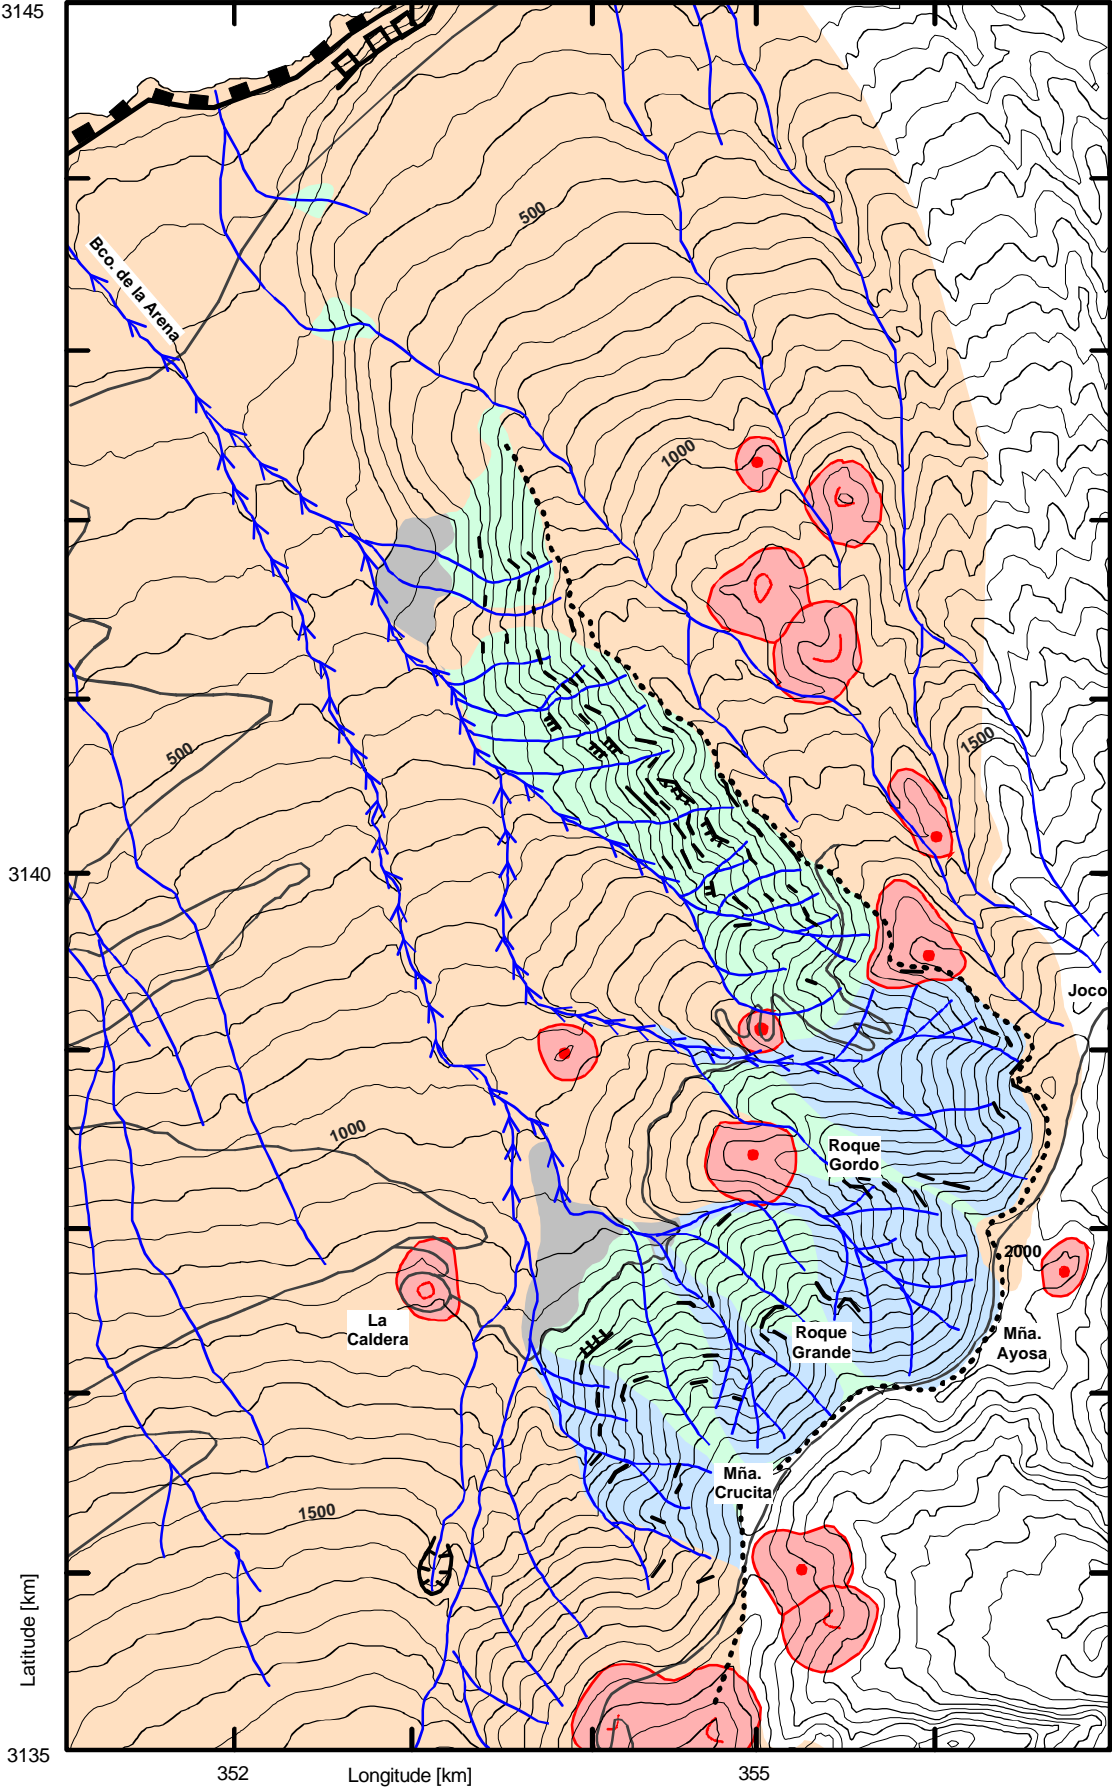 3145
500
Bco. de la Arena
1000
500
1500
3140
Joco
1000
Roque
Gordo
2000
La
Caldera
Roque
Grande
Mña.
Ayosa
Mña.
Crucita
1500
Latitude [km]
3135
352
Longitude [km]
355